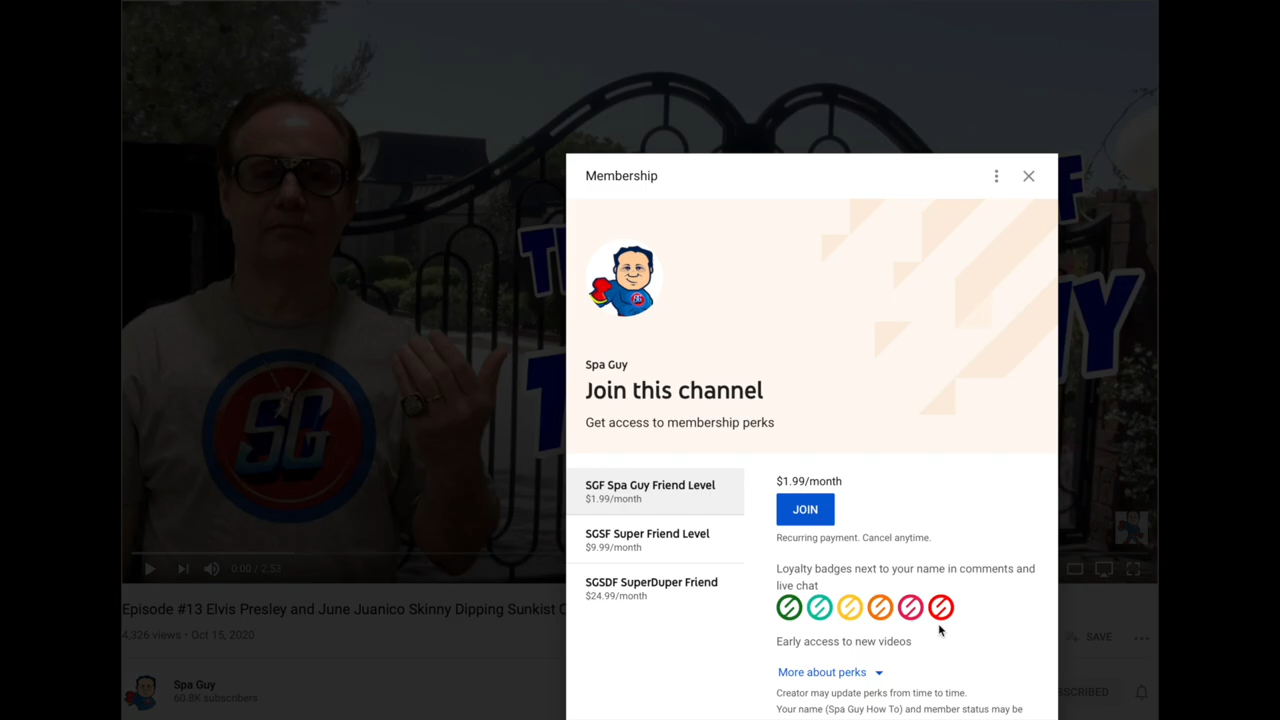 Membership
Spa Guy
Join this channel
Get access to membership perks
SGF Spa Guy Friend Level
$1.99/month
SGSF Super Friend Level
$9.99/month
SGSDF SuperDuper Friend
$24.99/month
$1.99/month
JOIN
Recurring payment. Cancel anytime.
Loyalty badges next to your name in comments and
live chat
Early access to new videos
More about perks
Creator may update perks from time to time.
Your name (Spa Guy How To) and member status may be
SG
0:00 / 2:53
Episode #13 Elvis Presley and June Juanico Skinny Dipping Sunkist
4,326 views • Oct 15, 2020
SAVE
Spa Guy
60.8K subscribers